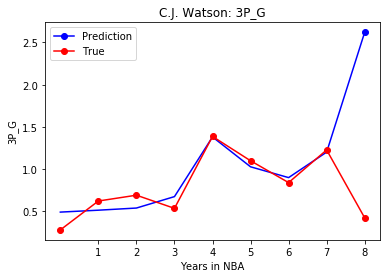 C.J. Watson: 3P_G
Prediction
True
2.5
2.0
1.5
1.0
0.5
3P_G
1 2 3 4 5 6 7 8
Years in NBA